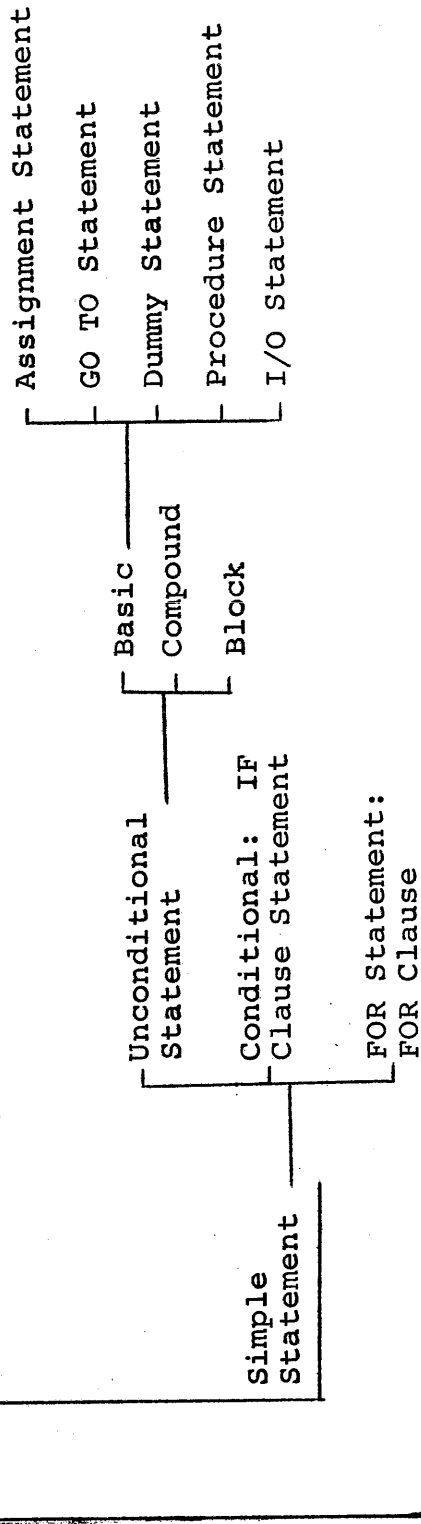 Simple
Statement
Unconditional
Statement
Conditional: IF
Clause Statement
FOR Statement:
FOR Clause
Basic
Compound
Block
Assignment Statement
GO TO Statement
Dummy Statement
Procedure Statement
I/O Statement